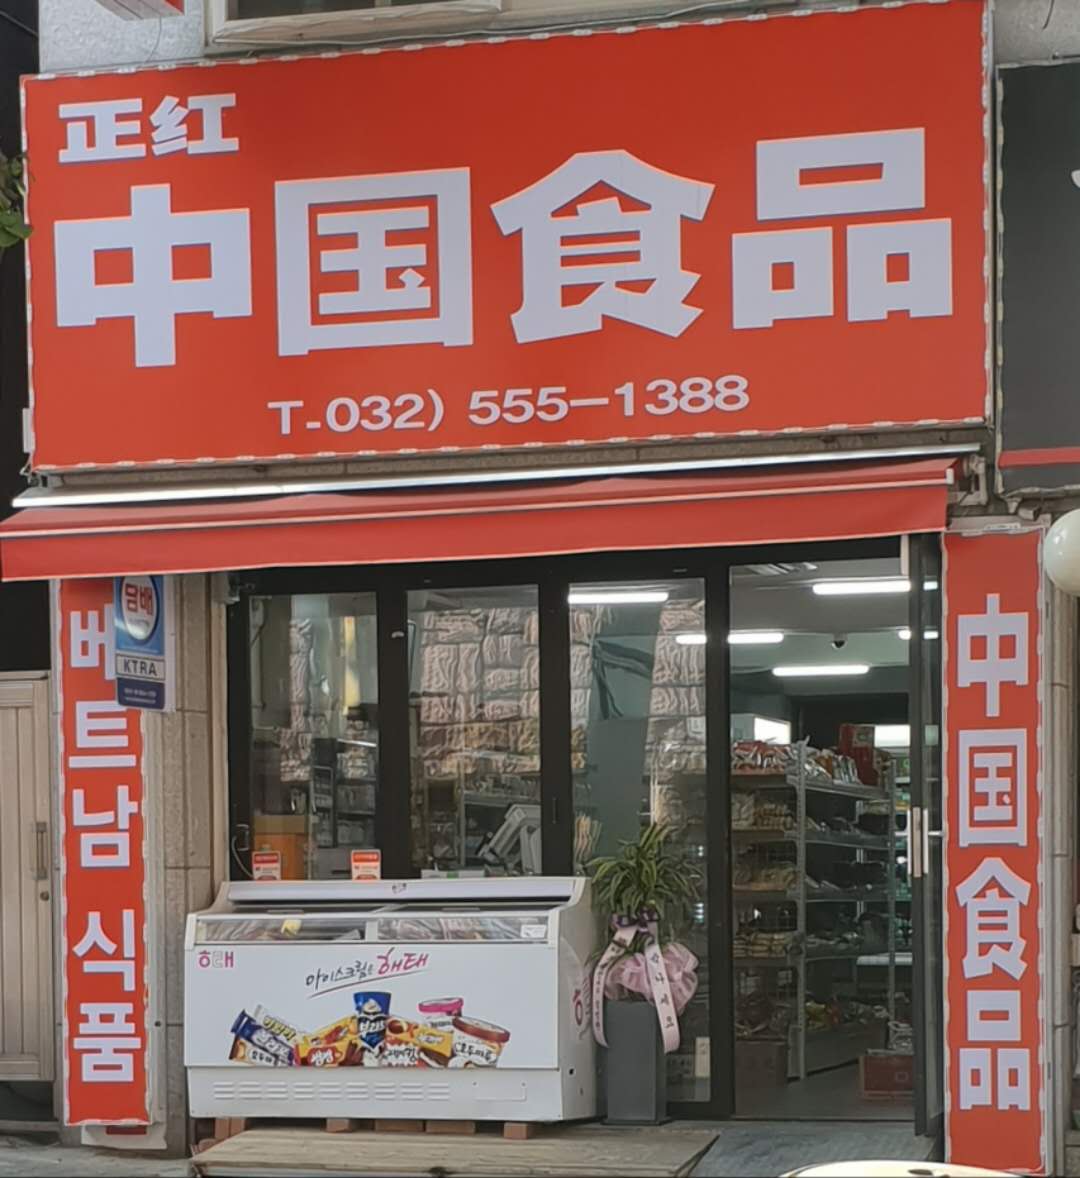 正红
中国食品
T-032) 555-1388
베트남 식품
담배
KTRA
中国食品
해태
아이스크림은 해태